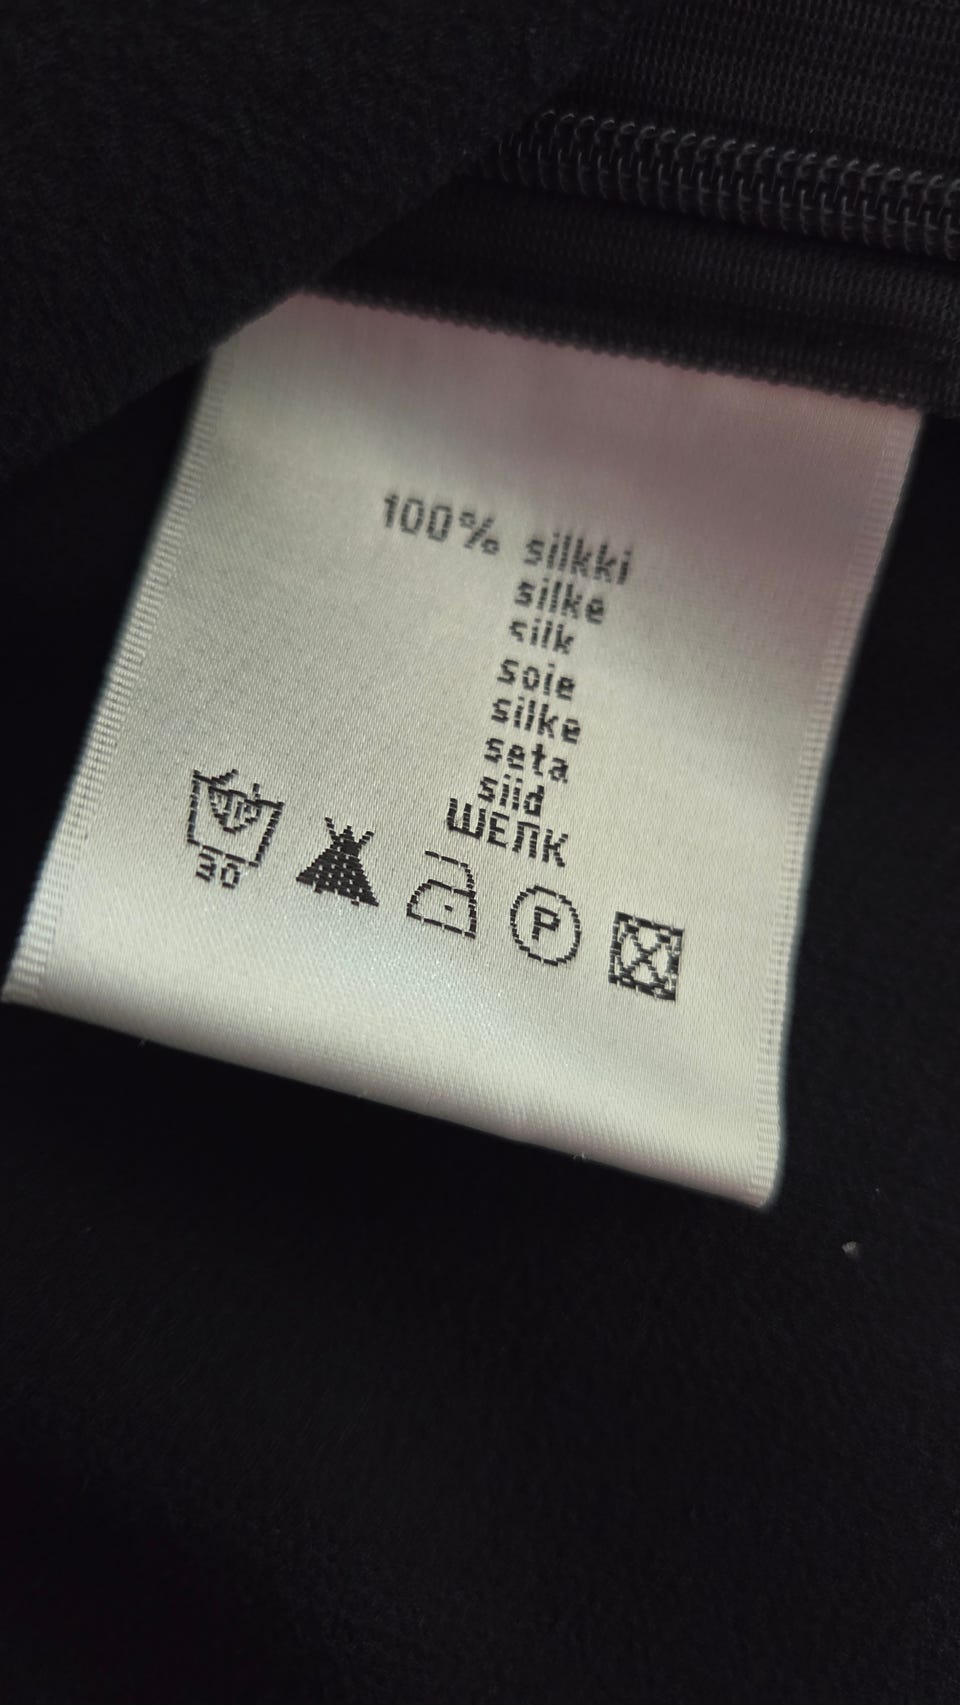 100% silkki
silke
silk
soie
silke
seta
siid
ШЕЛК
30
P